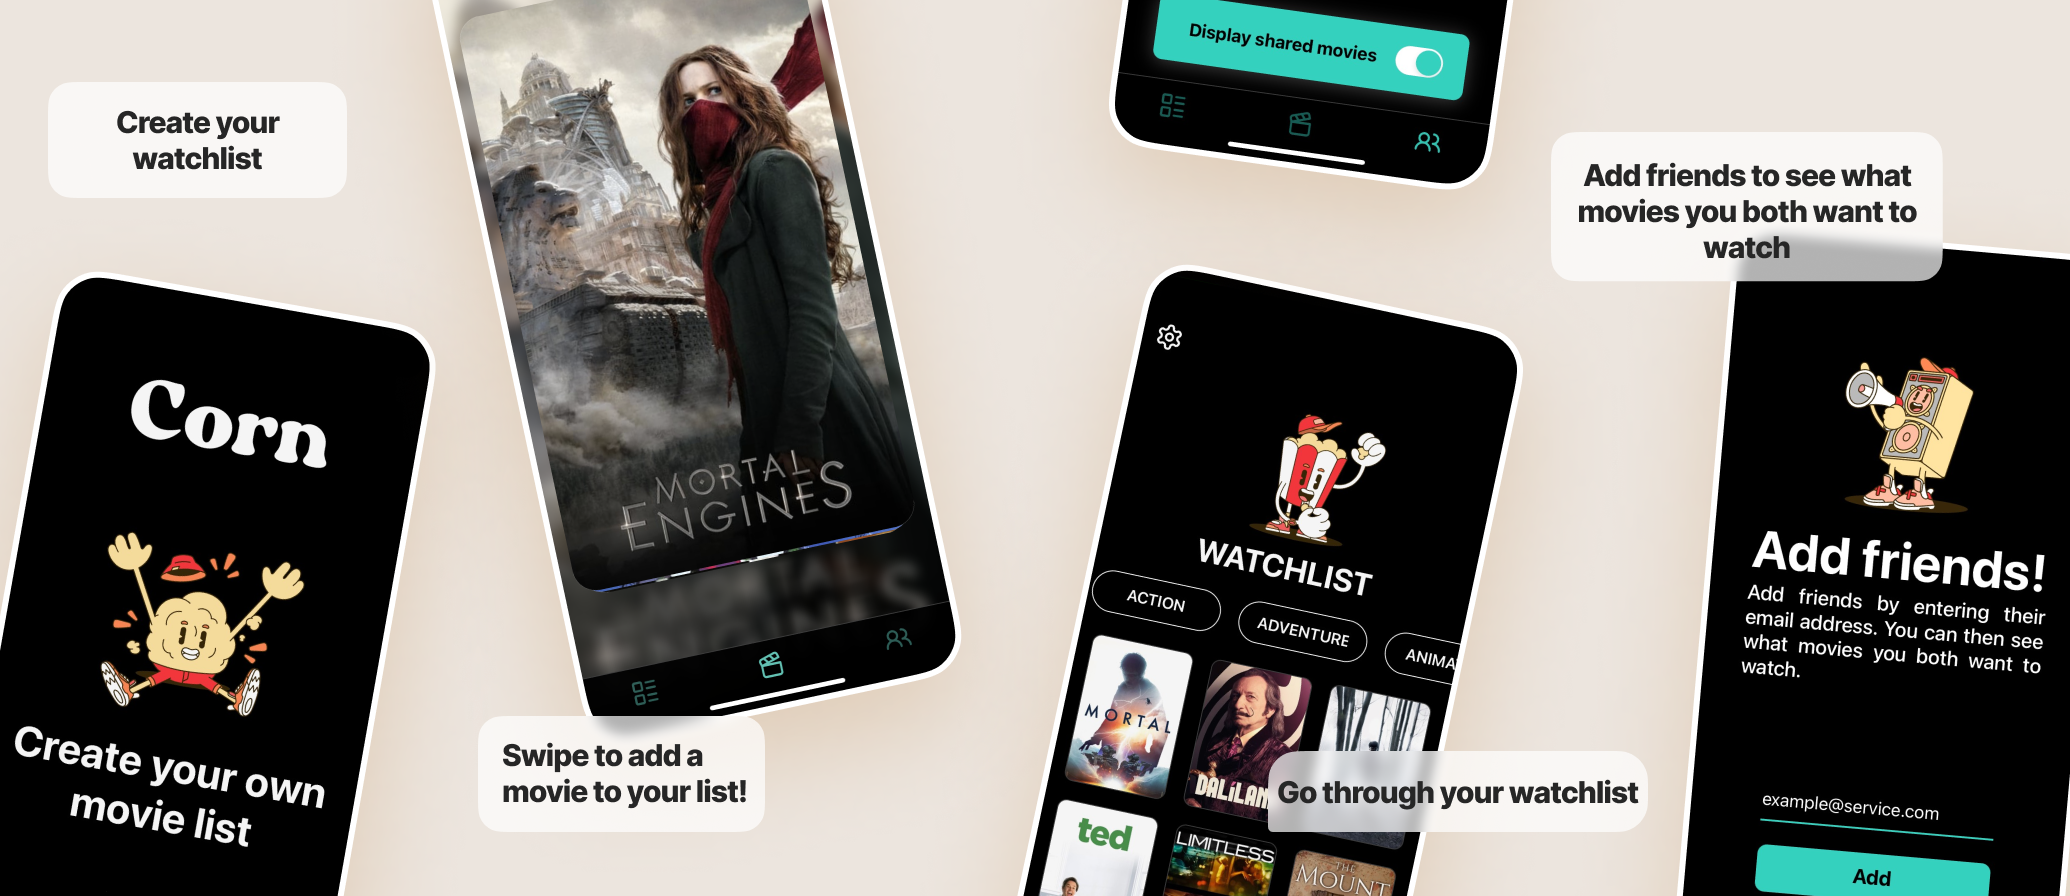 Create your
watchlist
Corn
Create your own
movie list
MORTAL
ENGINES
MORTAL
ENGINES
Swipe to add a
movie to your list!
Display shared movies
WATCHLIST
ACTION
ADVENTURE
ANIMA
MORTAL
DALÍLAN
ted
LIMITLESS
THE
MOUNT
Go through your watchlist
Add friends to see what
movies you both want to
watch
Add friends!
Add friends by entering their
email address. You can then see
what movies you both want to
watch.
example@service.com
Add